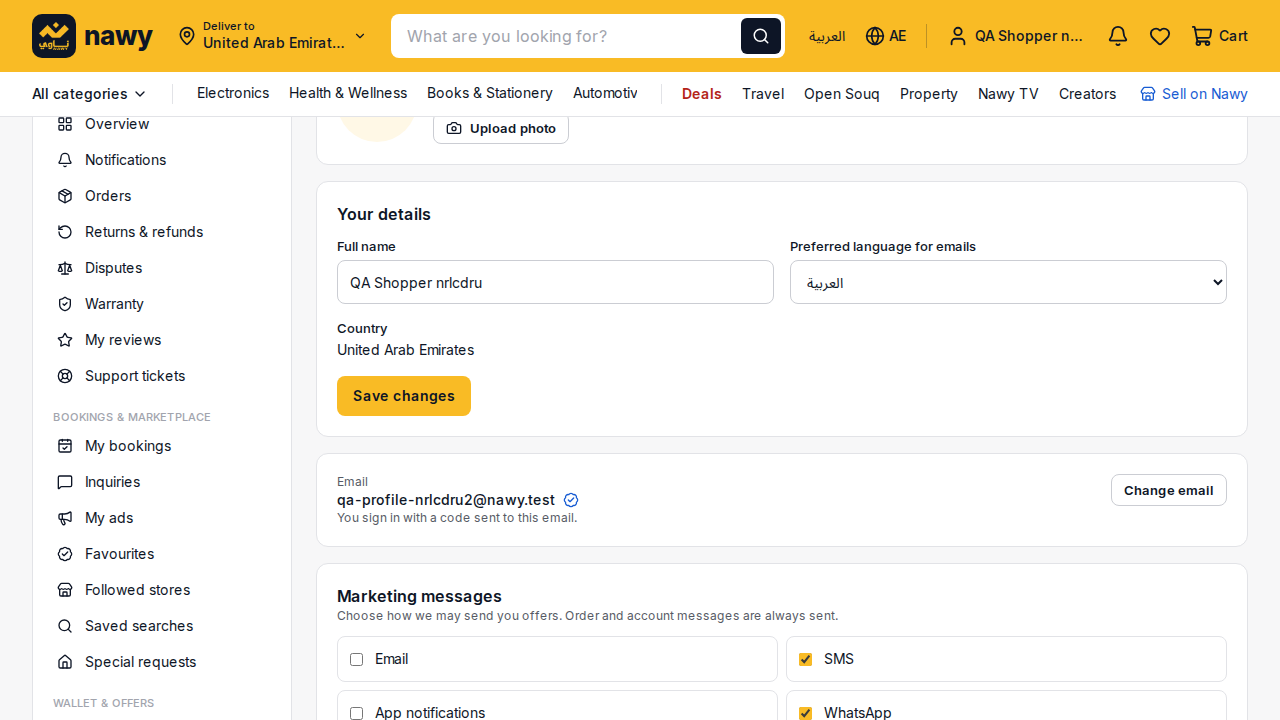 نـــاوي
NAWY
nawy
Deliver to
United Arab Emirat...
What are you looking for?
العربية
AE
QA Shopper n...
Cart
All categories
Electronics
Health & Wellness
Books & Stationery
Automotiv
Deals
Travel
Open Souq
Property
Nawy TV
Creators
Sell on Nawy
Overview
Notifications
Orders
Returns & refunds
Disputes
Warranty
My reviews
Support tickets
BOOKINGS & MARKETPLACE
My bookings
Inquiries
My ads
Favourites
Followed stores
Saved searches
Special requests
WALLET & OFFERS
Upload photo
Your details
Full name
QA Shopper nrlcdru
Preferred language for emails
العربية
Country
United Arab Emirates
Save changes
Email
qa-profile-nrlcdru2@nawy.test
You sign in with a code sent to this email.
Change email
Marketing messages
Choose how we may send you offers. Order and account messages are always sent.
Email
SMS
App notifications
WhatsApp